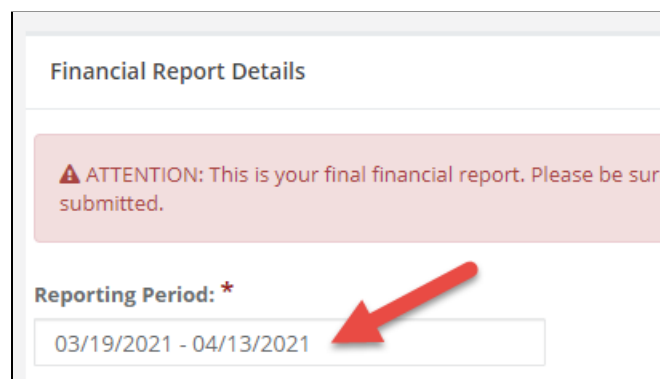 Financial Report Details
ATTENTION: This is your final financial report. Please be
submitted.
Reporting Period: *
03/19/2021 - 04/13/2021